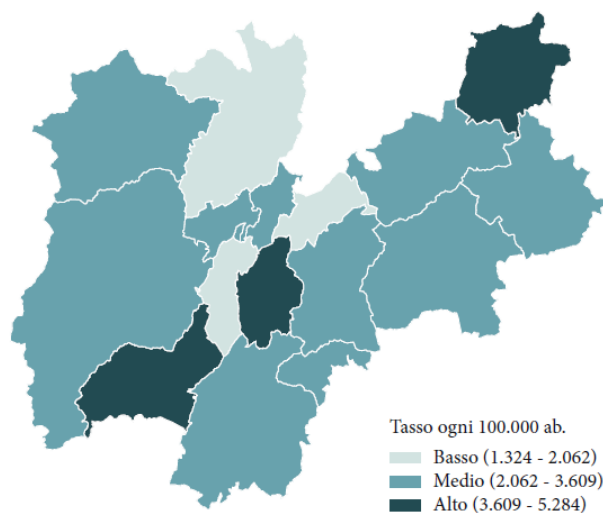 Tasso ogni 100.000 ab.
Basso (1.324 - 2.062)
Medio (2.062 - 3.609)
Alto (3.609 - 5.284)